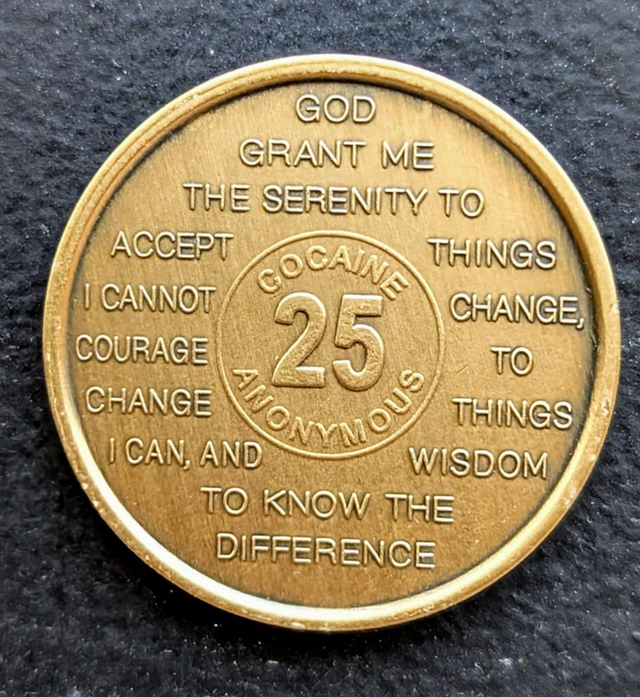 GOD
GRANT ME
THE SERENITY TO
ACCEPT THINGS
I CANNOT CHANGE,
COURAGE TO
CHANGE THINGS
I CAN, AND WISDOM
TO KNOW THE
DIFFERENCE
COCAINE
25
ANONYMOUS